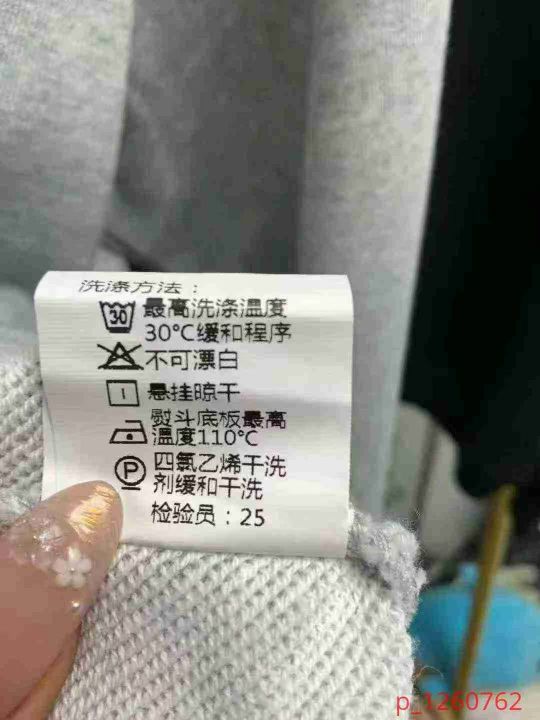 洗涤方法：
30 最高洗涤温度
30°C缓和程序
不可漂白
悬挂晾干
熨斗底板最高
温度110℃
P 四氯乙烯干洗
剂缓和干洗
检验员：25
p_1260762